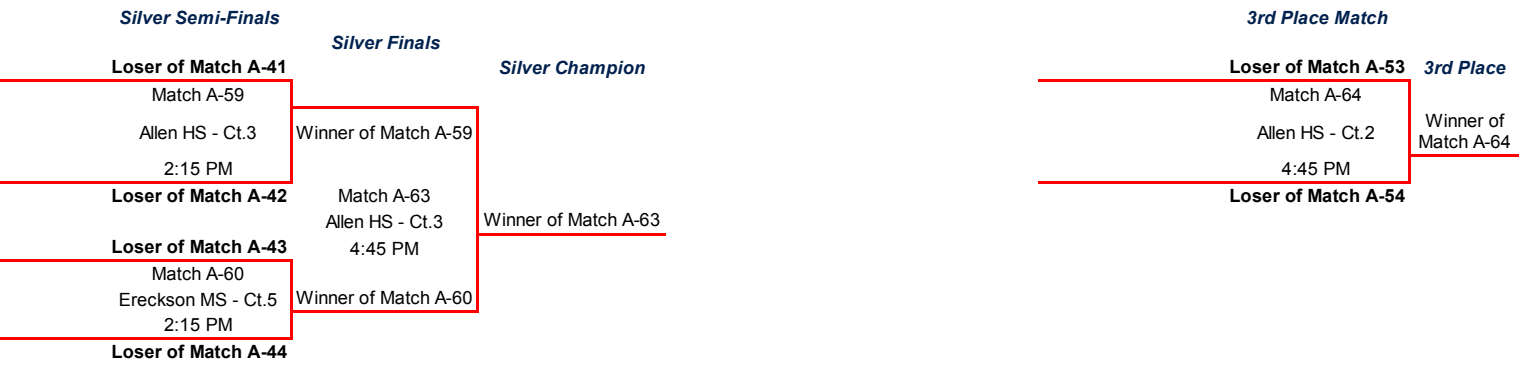 Silver Semi-Finals
Silver Finals
Loser of Match A-41
Silver Champion
Match A-59
Allen HS - Ct.3
Winner of Match A-59
2:15 PM
Loser of Match A-42
Match A-63
Allen HS - Ct.3
Winner of Match A-63
4:45 PM
Loser of Match A-43
Match A-60
Ereckson MS - Ct.5
Winner of Match A-60
2:15 PM
Loser of Match A-44
3rd Place Match
Loser of Match A-53
3rd Place
Match A-64
Allen HS - Ct.2
Winner of
Match A-64
4:45 PM
Loser of Match A-54